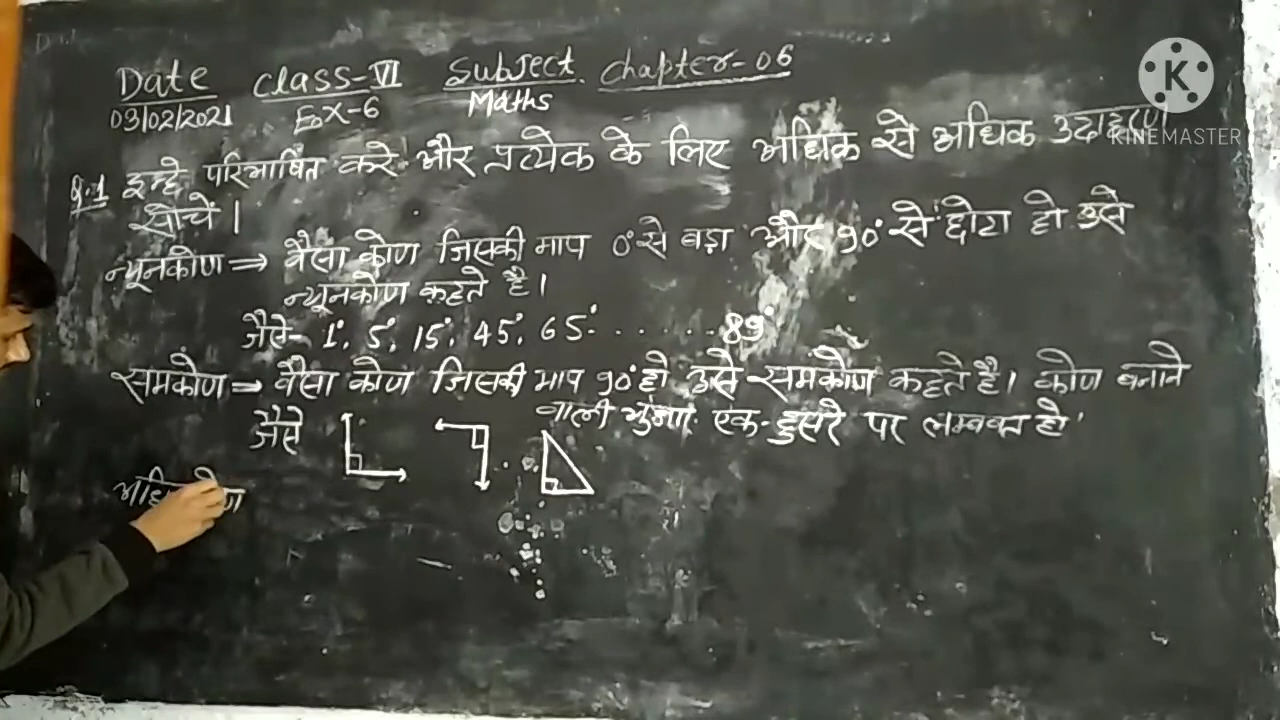 Date Class-VI Subject Chapter-06
03/02/2021 Ex-6 Maths
K
KINEMASTER
Q.1 इन्हे परिभाषित करे और प्रत्येक के लिए अधिक से अधिक उदाहरण
सोचें।
न्यूनकोण ⇒ वैसा कोण जिसकी माप 0° से बड़ा और 90° से छोटा हो उसे
न्यूनकोण कहते है।
जैसे- 1°, 5°, 15°, 45°, 65°. . . . . . . 89°
समकोण ⇒ वैसा कोण जिसकी माप 90° हो उसे समकोण कहते है। कोण बनाने
वाली भुजाएं एक-दुसरे पर लम्बवत हो
जैसे